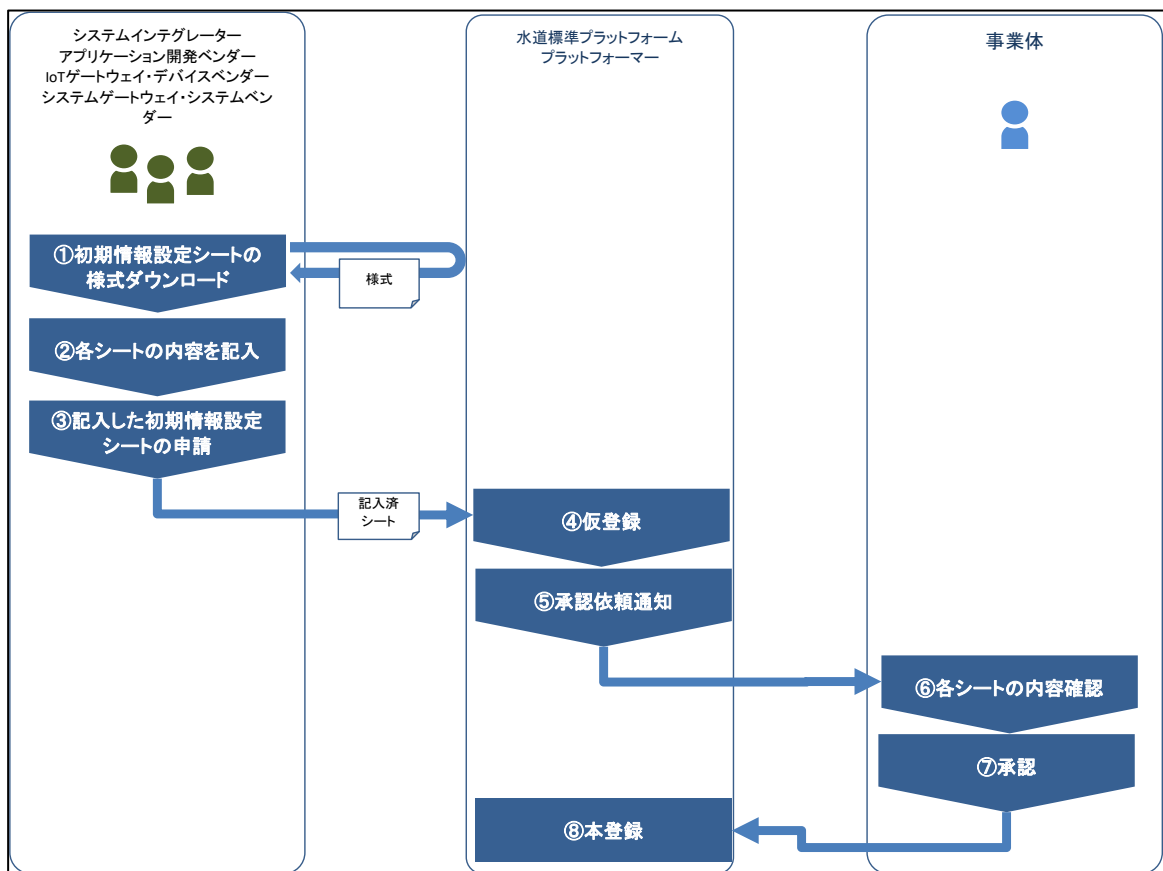 システムインテグレーター
アプリケーション開発ベンダー
IoTゲートウェイ・デバイスベンダー
システムゲートウェイ・システムベン
ダー
水道標準プラットフォーム
プラットフォーマー
事業体
①初期情報設定シートの
様式ダウンロード
様式
②各シートの内容を記入
③記入した初期情報設定
シートの申請
記入済
シート
④仮登録
⑤承認依頼通知
⑥各シートの内容確認
⑦承認
⑧本登録